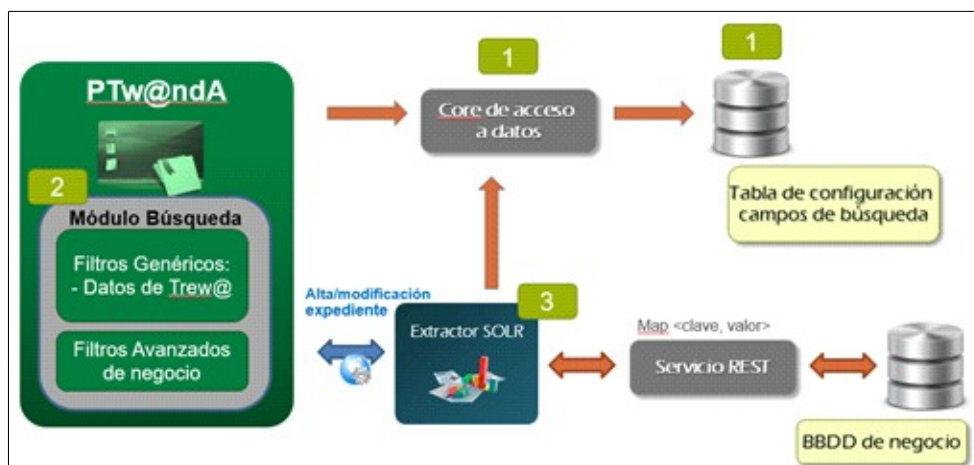 1
1
PTw@ndA
Core de acceso
a datos
2
Módulo Búsqueda
Tabla de configuración
campos de búsqueda
Filtros Genéricos:
- Datos de Trew@
Alta/modificación
expediente
3
Extractor SOLR
Map <clave, valor>
Servicio REST
Filtros Avanzados
de negocio
BBDD de negocio